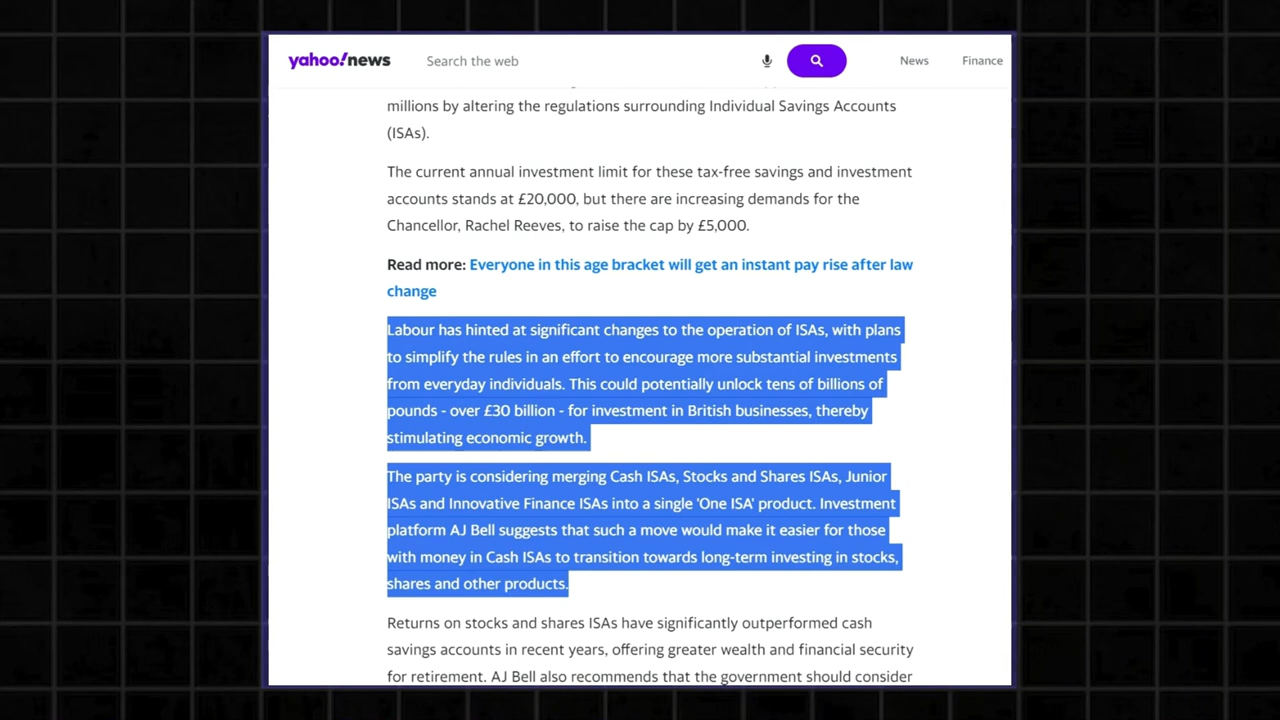 yahoo!news
Search the web
News
Finance
millions by altering the regulations surrounding Individual Savings Accounts
(ISAs).
The current annual investment limit for these tax-free savings and investment
accounts stands at £20,000, but there are increasing demands for the
Chancellor, Rachel Reeves, to raise the cap by £5,000.
Read more: Everyone in this age bracket will get an instant pay rise after law
change
Labour has hinted at significant changes to the operation of ISAs, with plans
to simplify the rules in an effort to encourage more substantial investments
from everyday individuals. This could potentially unlock tens of billions of
pounds - over £30 billion - for investment in British businesses, thereby
stimulating economic growth.
The party is considering merging Cash ISAs, Stocks and Shares ISAs, Junior
ISAs and Innovative Finance ISAs into a single 'One ISA' product. Investment
platform AJ Bell suggests that such a move would make it easier for those
with money in Cash ISAs to transition towards long-term investing in stocks,
shares and other products.
Returns on stocks and shares ISAs have significantly outperformed cash
savings accounts in recent years, offering greater wealth and financial security
for retirement. AJ Bell also recommends that the government should consider